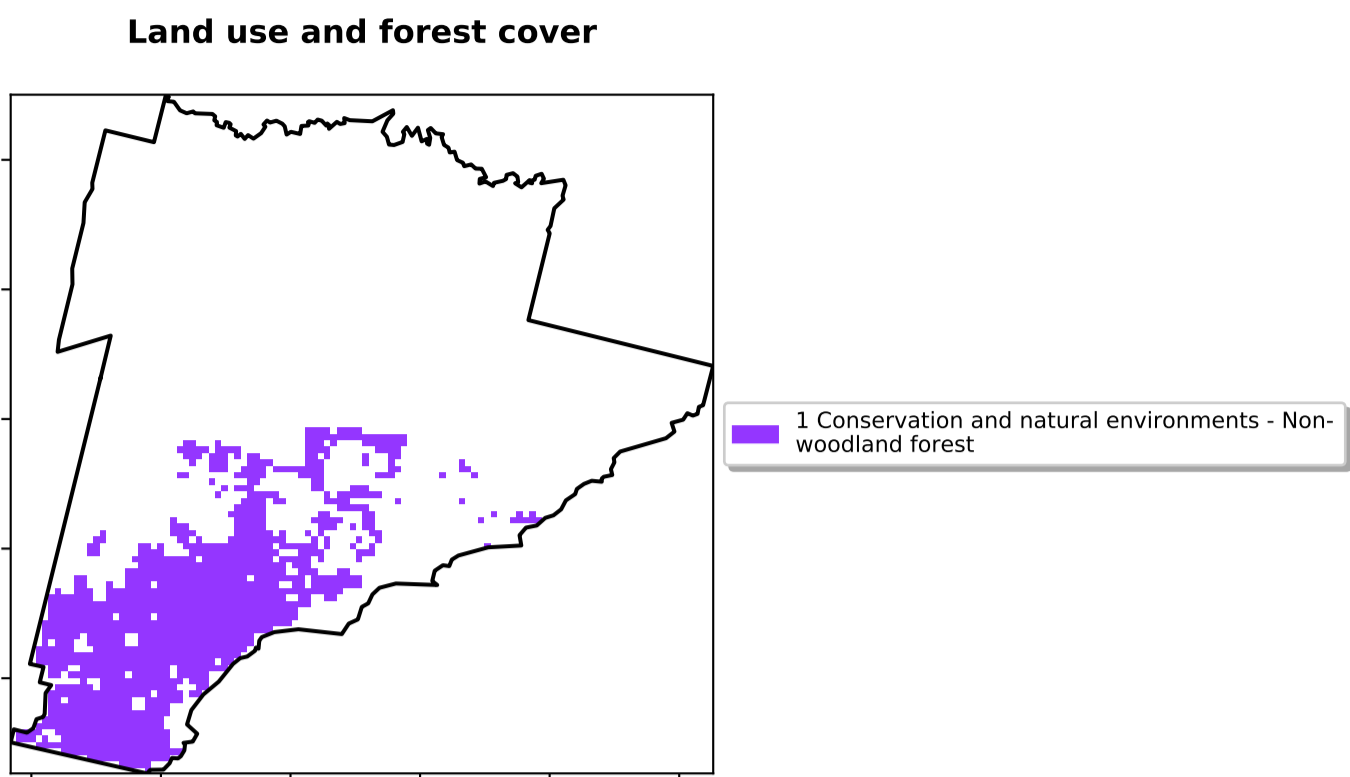 Land use and forest cover
1 Conservation and natural environments - Non-
woodland forest